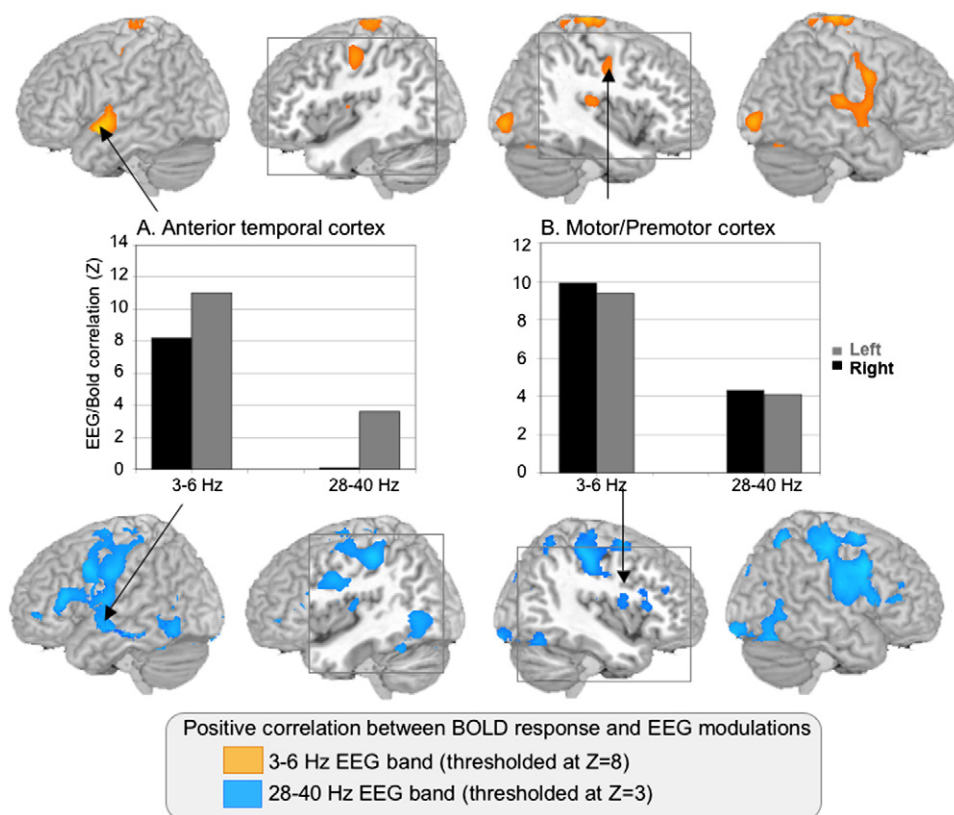 A. Anterior temporal cortex
EEG/Bold correlation (Z)
14
12
10
8
6
4
2
0
3-6 Hz
28-40 Hz
B. Motor/Premotor cortex
12
10
8
6
4
2
0
3-6 Hz
28-40 Hz
Left
Right
Positive correlation between BOLD response and EEG modulations
3-6 Hz EEG band (thresholded at Z=8)
28-40 Hz EEG band (thresholded at Z=3)